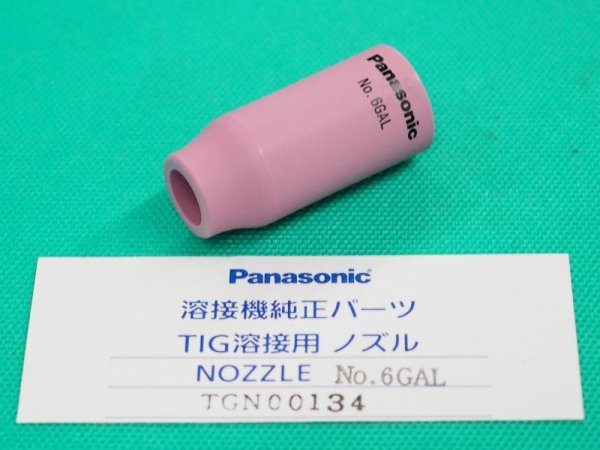 Panasonic
No. 6GAL
Panasonic
溶接機純正パーツ
TIG溶接用 ノズル
NOZZLE No.6GAL
TGN00134